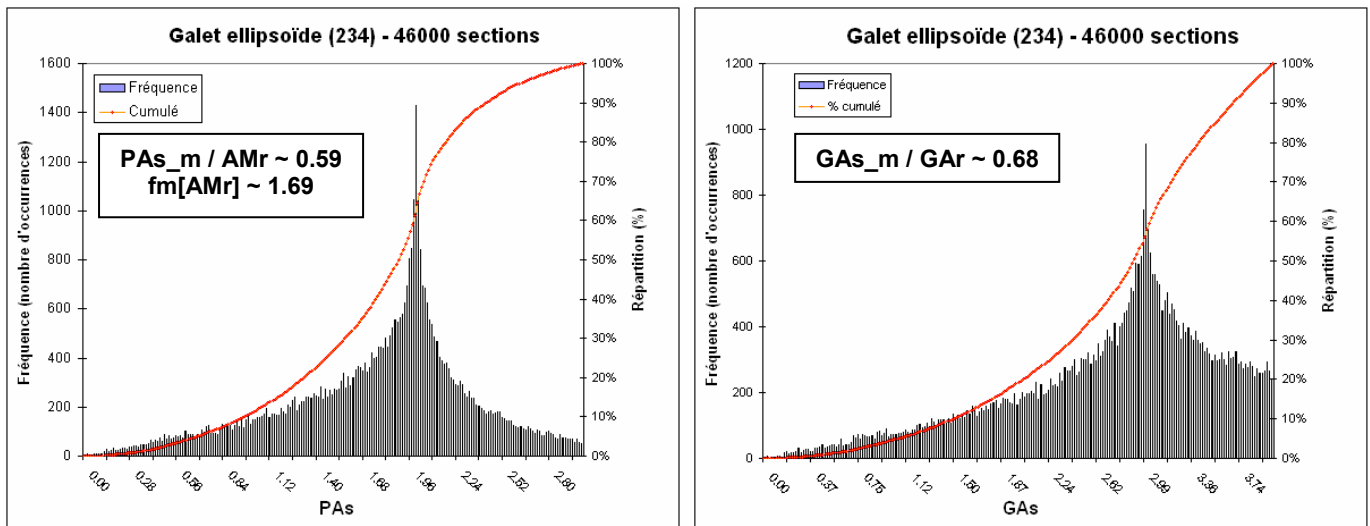 Galet ellipsoïde (234) - 46000 sections
1600
1400
1200
1000
800
600
400
200
0
Fréquence (nombre d'occurrences)
Fréquence
Cumulé
PAs_m / AMr ~ 0.59
fm[AMr] ~ 1.69
100%
90%
80%
70%
60%
50%
40%
30%
20%
10%
0%
Répartition (%)
0.00 0.28 0.56 0.84 1.12 1.40 1.68 1.96 2.24 2.52 2.80
PAs
Galet ellipsoïde (234) - 46000 sections
1200
1000
800
600
400
200
0
Fréquence (nombre d'occurrences)
Fréquence
% cumulé
GAs_m / GAr ~ 0.68
100%
90%
80%
70%
60%
50%
40%
30%
20%
10%
0%
Répartition (%)
0.00 0.37 0.75 1.12 1.50 1.87 2.24 2.62 2.99 3.36 3.74
GAs